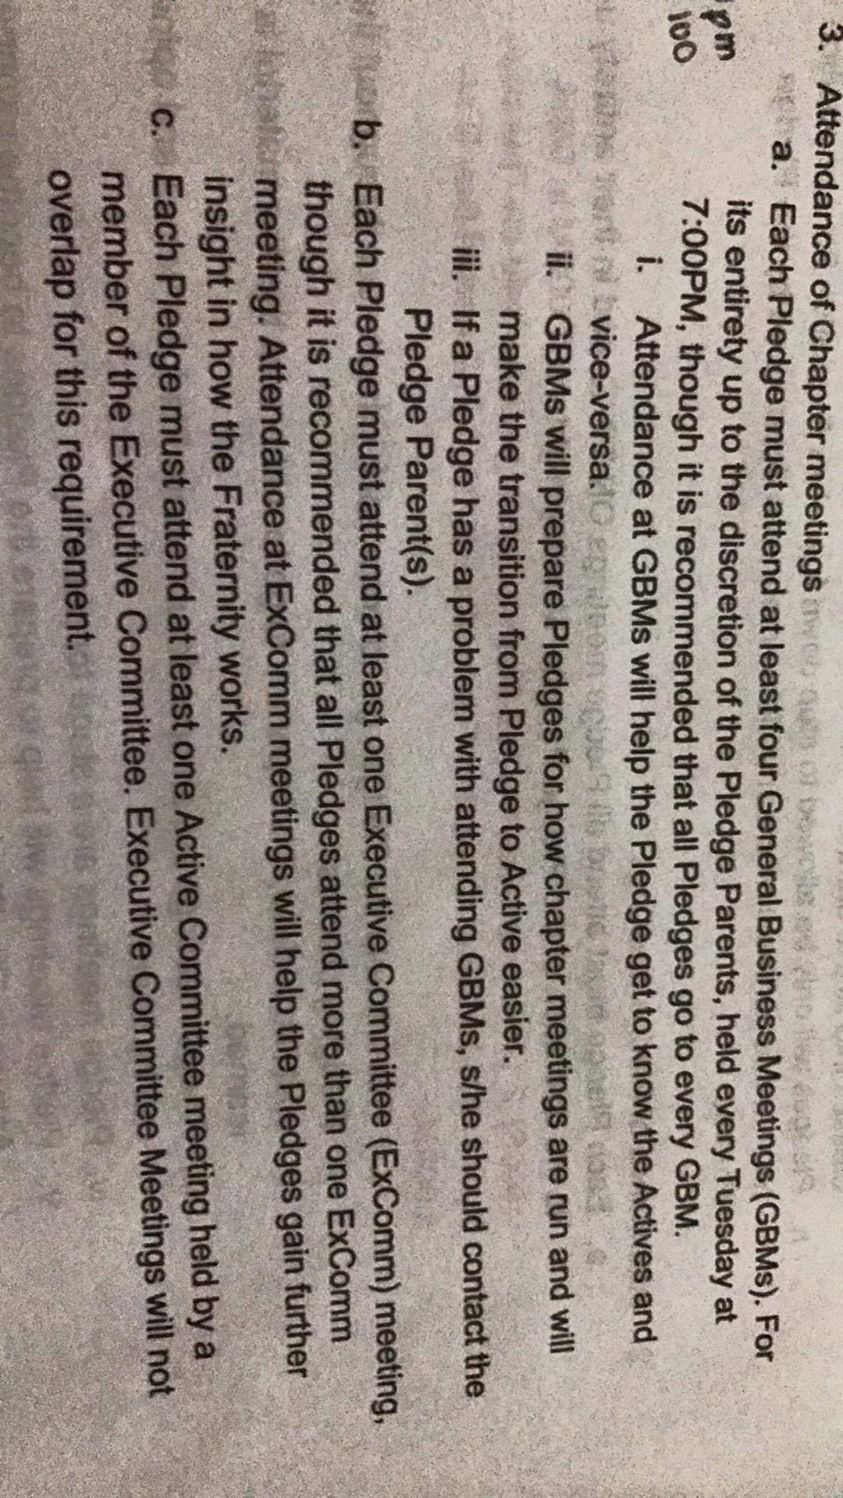 3. Attendance of Chapter meetings
a. Each Pledge must attend at least four General Business Meetings (GBMs). For
its entirety up to the discretion of the Pledge Parents, held every Tuesday at
7:00PM, though it is recommended that all Pledges go to every GBM.
i. Attendance at GBMs will help the Pledge get to know the Actives and
vice-versa.
ii. GBMs will prepare Pledges for how chapter meetings are run and will
make the transition from Pledge to Active easier.
iii. If a Pledge has a problem with attending GBMs, s/he should contact the
Pledge Parent(s).
b. Each Pledge must attend at least one Executive Committee (ExComm) meeting,
though it is recommended that all Pledges attend more than one ExComm
meeting. Attendance at ExComm meetings will help the Pledges gain further
insight in how the Fraternity works.
c. Each Pledge must attend at least one Active Committee meeting held by a
member of the Executive Committee. Executive Committee Meetings will not
overlap for this requirement.
pm
100